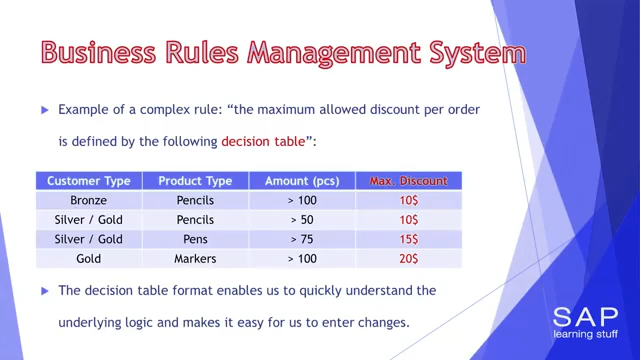 Business Rules Management System
Example of a complex rule: “the maximum allowed discount per order
is defined by the following decision table”:
Customer Type Product Type Amount (pcs) Max. Discount
Bronze Pencils > 100 10$
Silver / Gold Pencils > 50 10$
Silver / Gold Pens > 75 15$
Gold Markers > 100 20$
The decision table format enables us to quickly understand the
underlying logic and makes it easy for us to enter changes.
SAP
learning stuff